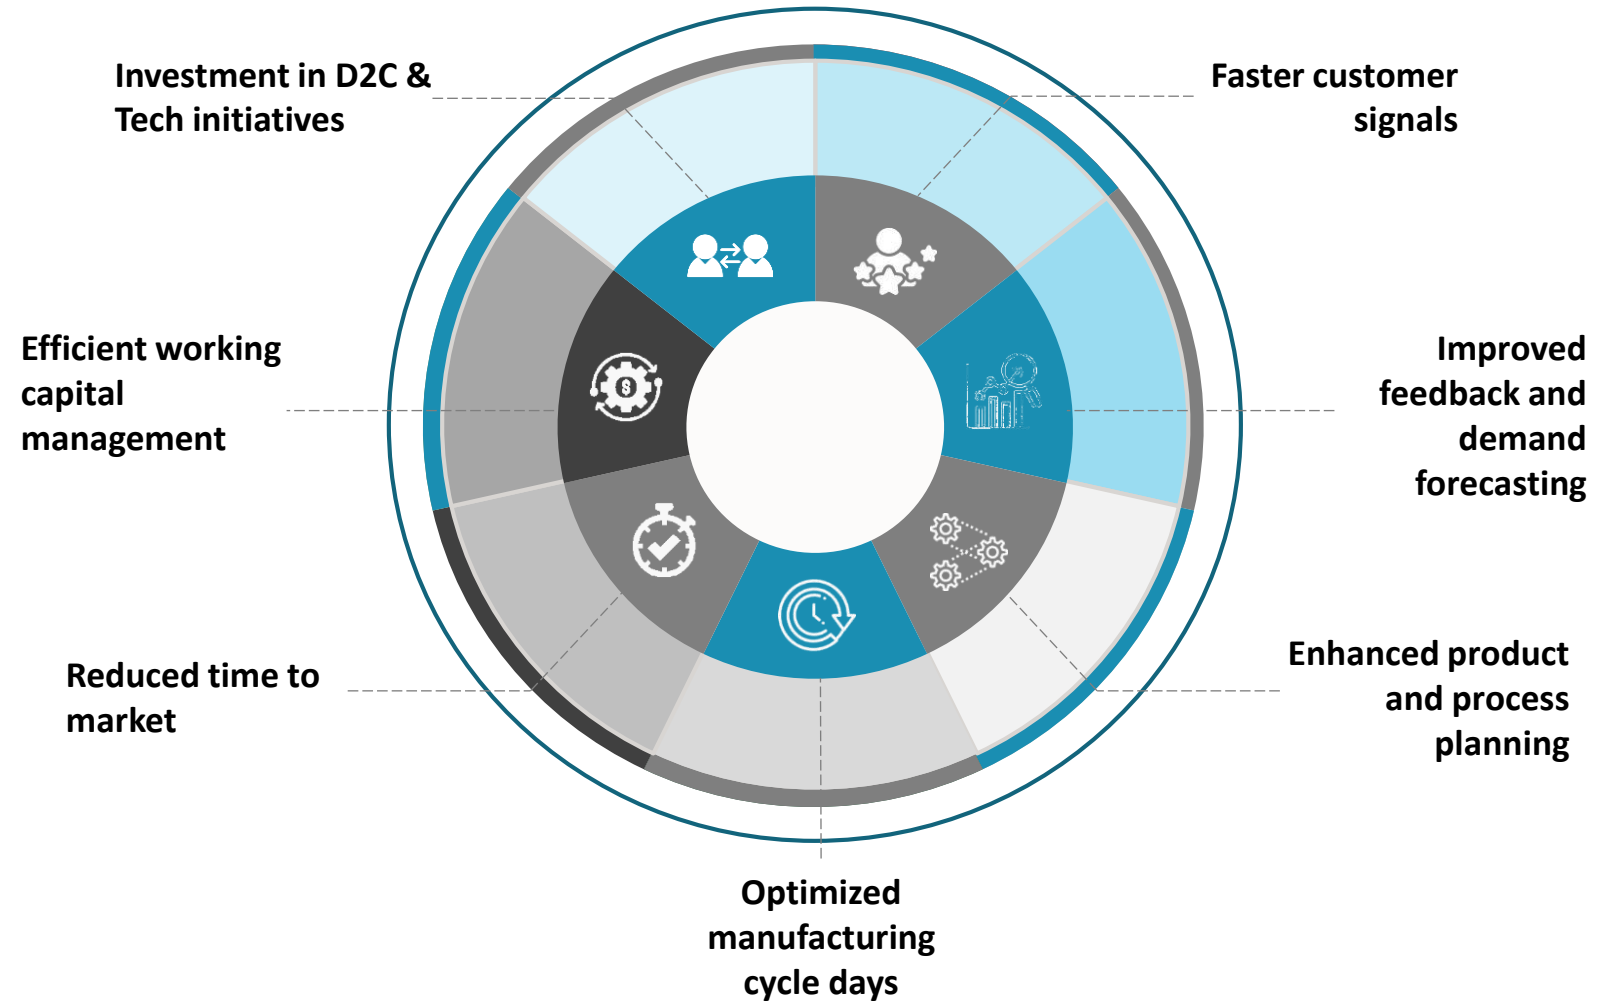 Investment in D2C &
Tech initiatives
Faster customer
signals
Efficient working
capital
management
Improved
feedback and
demand
forecasting
Reduced time to
market
Enhanced product
and process
planning
Optimized
manufacturing
cycle days